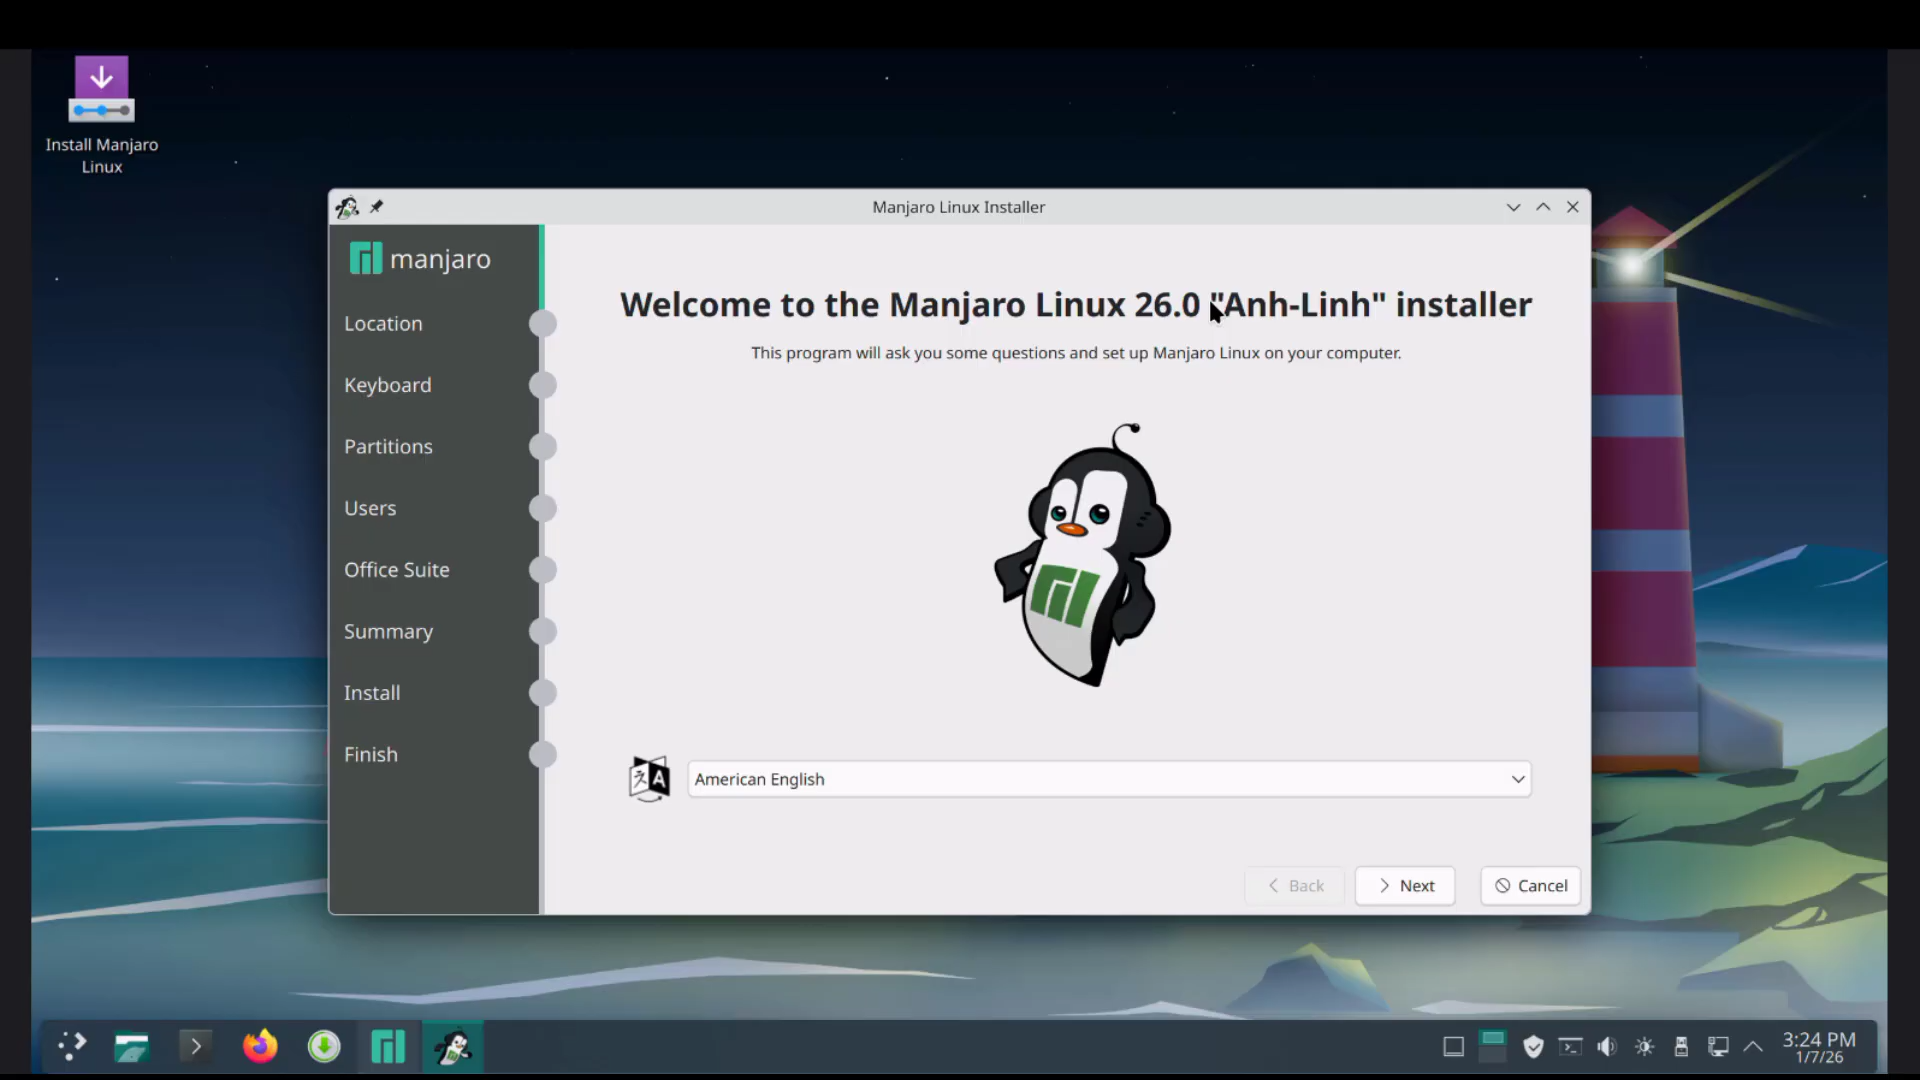 Install Manjaro
Linux
Manjaro Linux Installer
manjaro
Location
Keyboard
Partitions
Users
Office Suite
Summary
Install
Finish
Welcome to the Manjaro Linux 26.0 "Anh-Linh" installer
This program will ask you some questions and set up Manjaro Linux on your computer.
American English
Back
Next
Cancel
3:24 PM
1/7/26